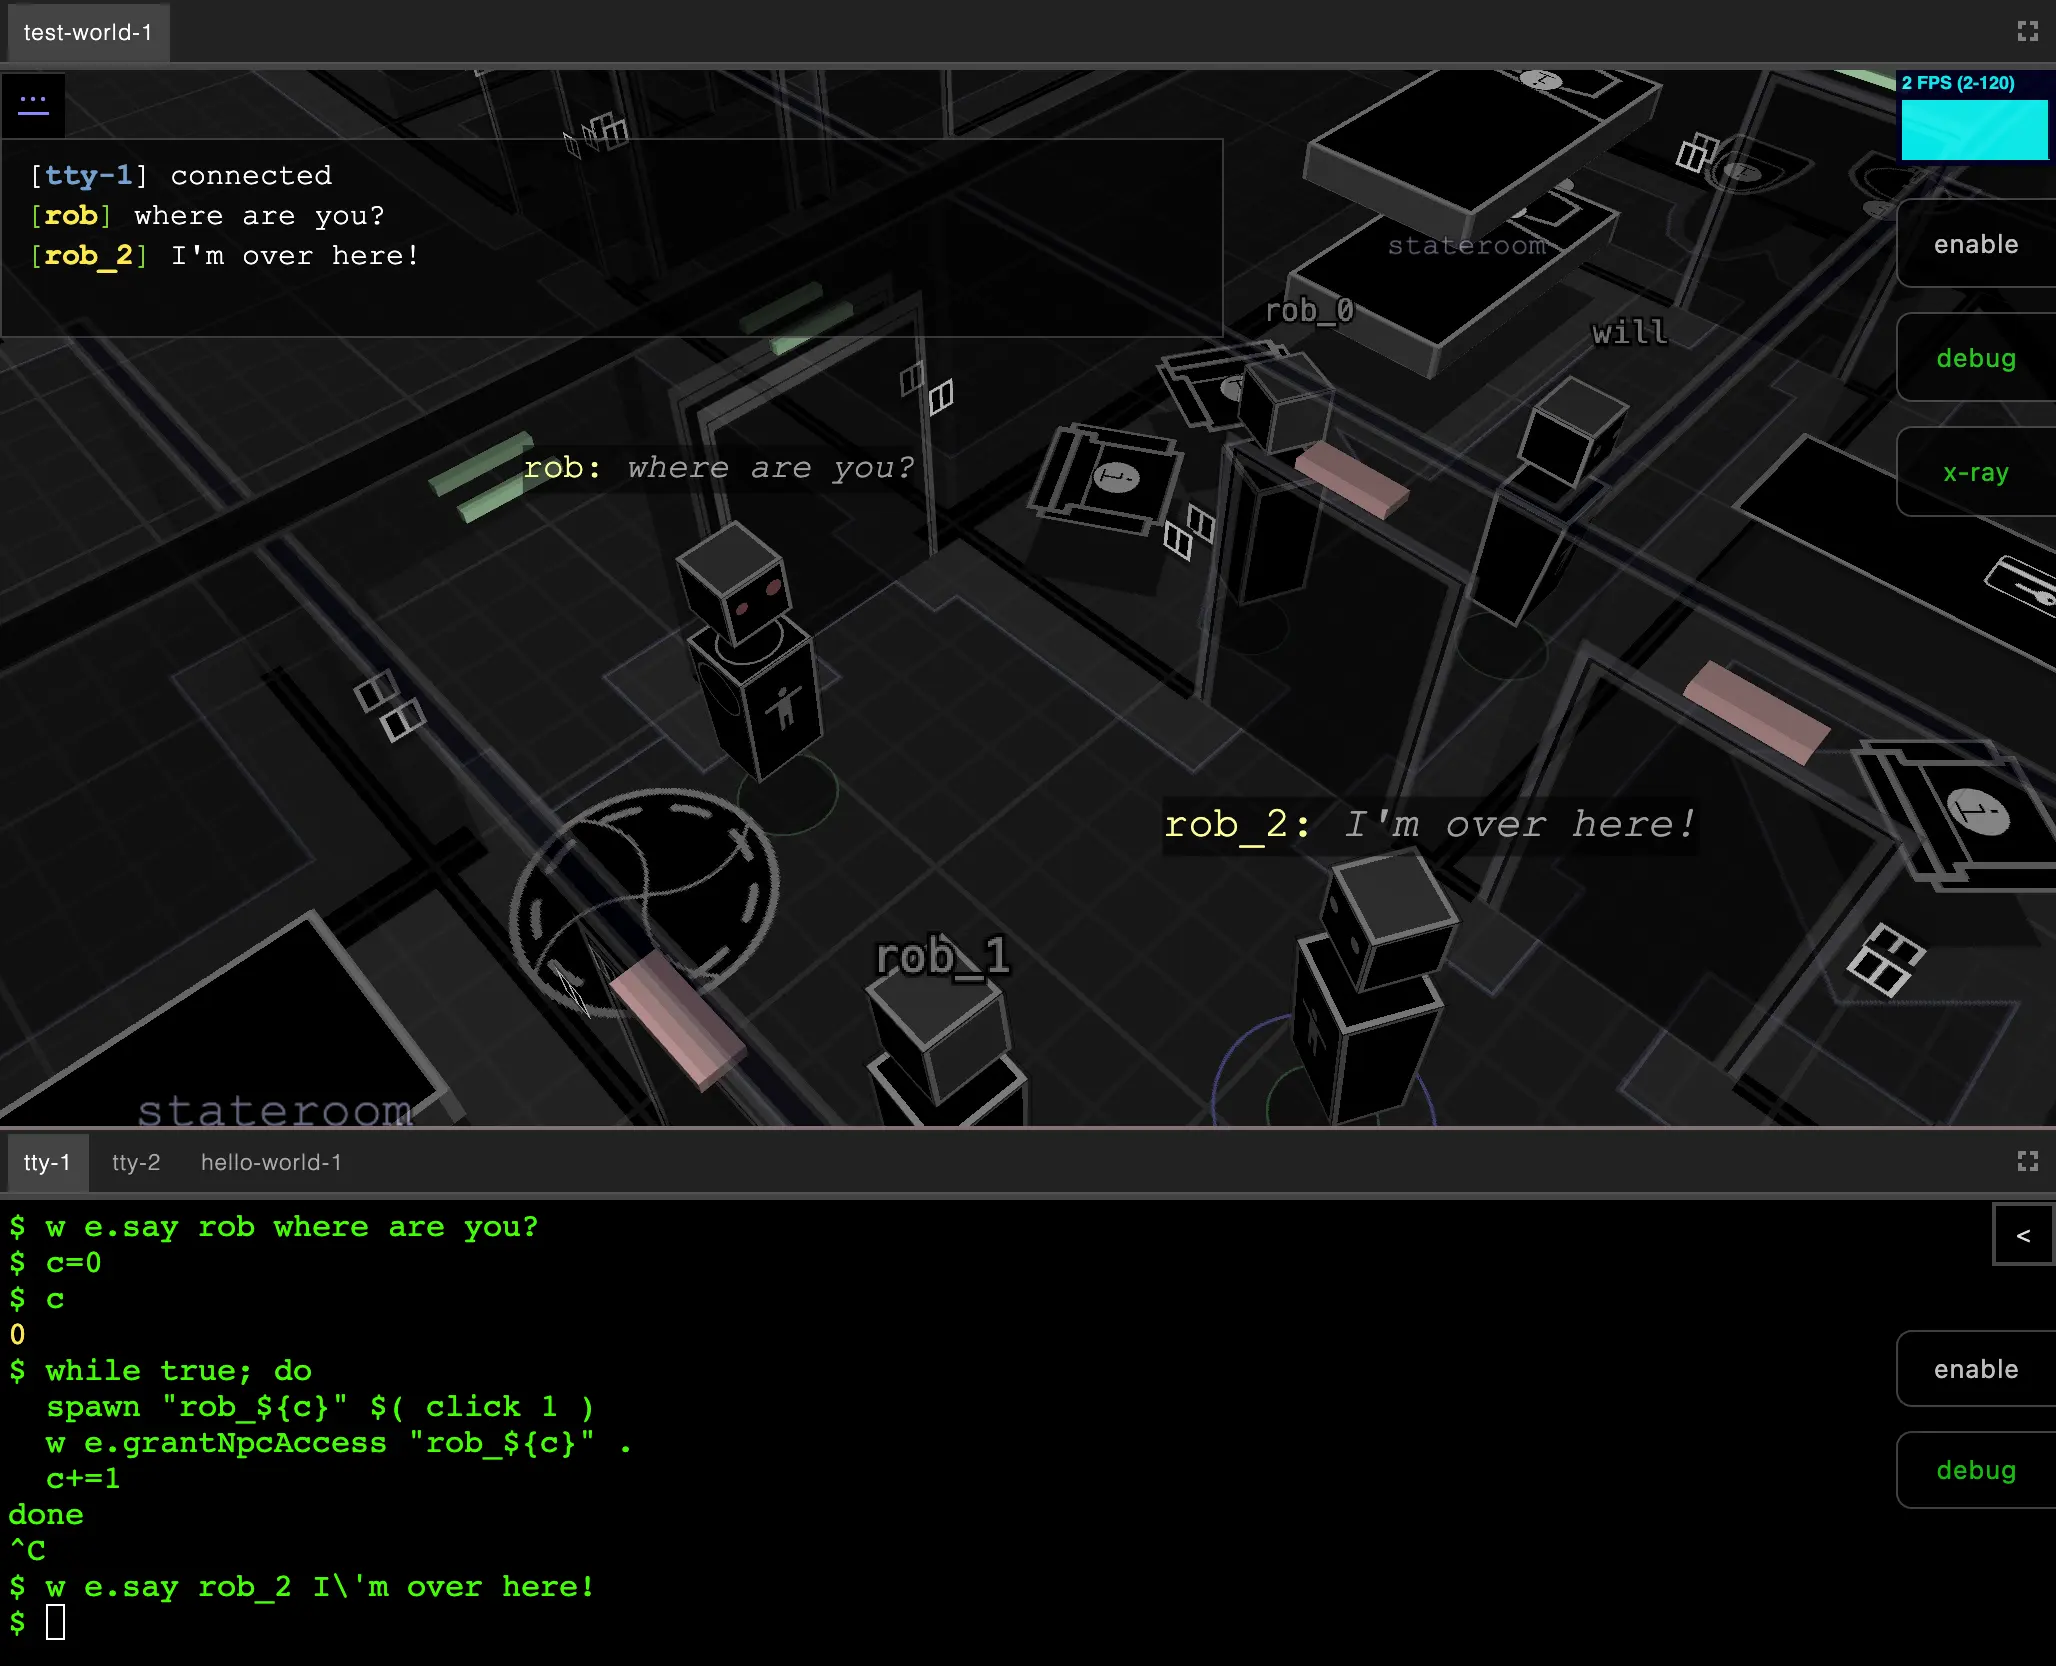 test-world-1
2 FPS (2-120)
...
[tty-1] connected
[rob] where are you?
[rob_2] I'm over here!
enable
debug
x-ray
stateroom
rob_0
will
rob: where are you?
rob_2: I'm over here!
rob_1
stateroom
tty-1 tty-2 hello-world-1
$ w e.say rob where are you?
$ c=0
$ c
0
$ while true; do
spawn "rob_${c}" $( click 1 )
w e.grantNpcAccess "rob_${c}" .
c+=1
done
^C
$ w e.say rob_2 I\'m over here!
$
<
enable
debug